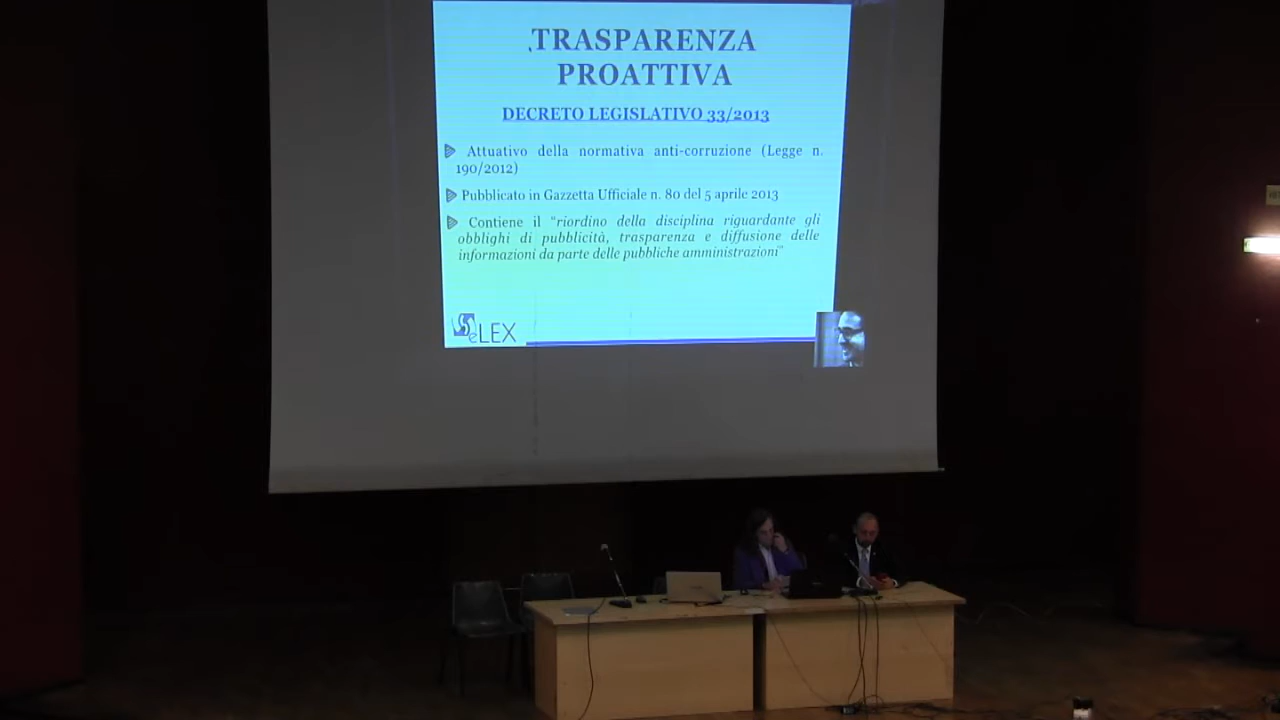 TRASPARENZA
PROATTIVA
DECRETO LEGISLATIVO 33/2013
Attuativo della normativa anti-corruzione (Legge n.
190/2012)
Pubblicato in Gazzetta Ufficiale n. 80 del 5 aprile 2013
Contiene il “riordino della disciplina riguardante gli
obblighi di pubblicità, trasparenza e diffusione delle
informazioni da parte delle pubbliche amministrazioni”
eLEX